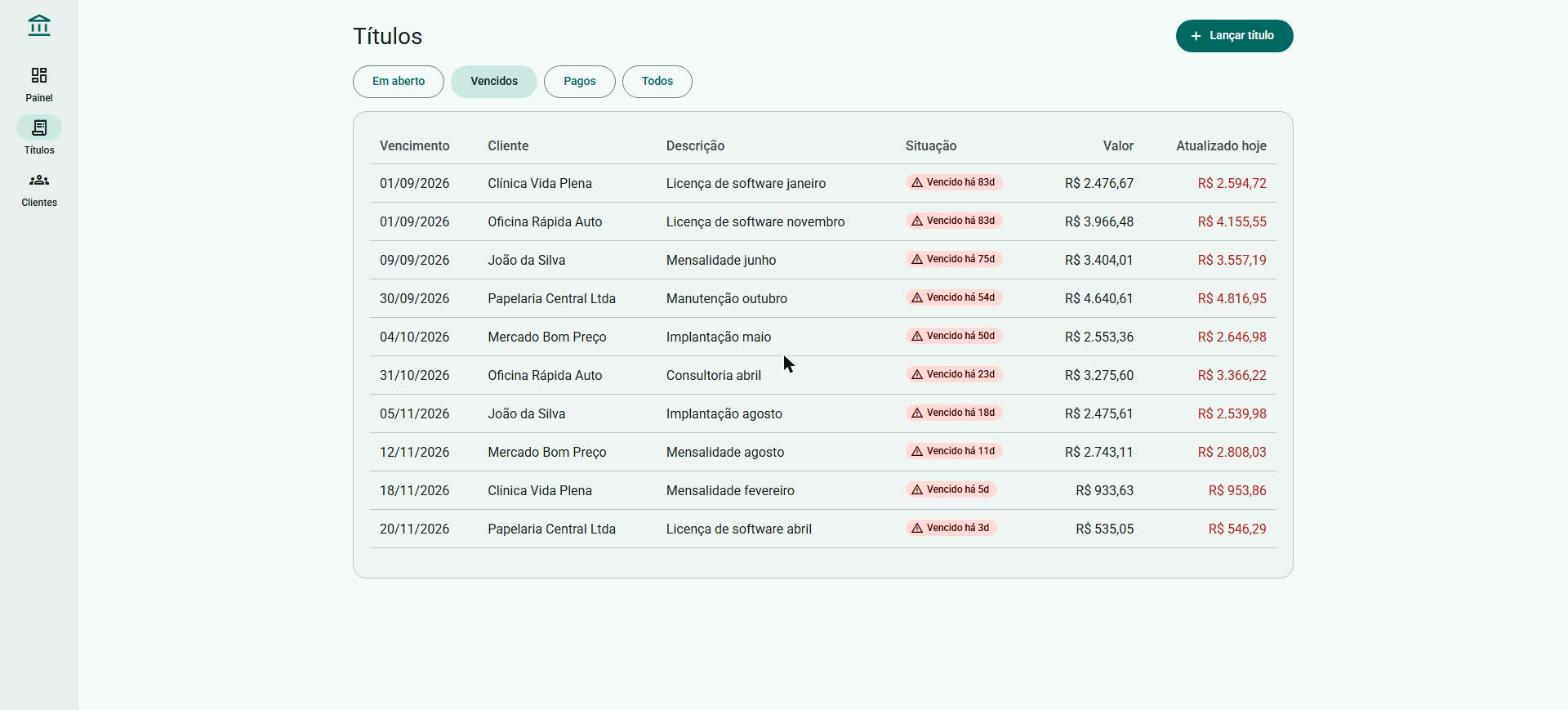 Títulos
+ Lançar título
Painel
Títulos
Clientes
Em aberto Vencidos Pagos Todos
Vencimento Cliente Descrição Situação Valor Atualizado hoje
01/09/2026 Clínica Vida Plena Licença de software janeiro Vencido há 83d R$ 2.476,67 R$ 2.594,72
01/09/2026 Oficina Rápida Auto Licença de software novembro Vencido há 83d R$ 3.966,48 R$ 4.155,55
09/09/2026 João da Silva Mensalidade junho Vencido há 75d R$ 3.404,01 R$ 3.557,19
30/09/2026 Papelaria Central Ltda Manutenção outubro Vencido há 54d R$ 4.640,61 R$ 4.816,95
04/10/2026 Mercado Bom Preço Implantação maio Vencido há 50d R$ 2.553,36 R$ 2.646,98
31/10/2026 Oficina Rápida Auto Consultoria abril Vencido há 23d R$ 3.275,60 R$ 3.366,22
05/11/2026 João da Silva Implantação agosto Vencido há 18d R$ 2.475,61 R$ 2.539,98
12/11/2026 Mercado Bom Preço Mensalidade agosto Vencido há 11d R$ 2.743,11 R$ 2.808,03
18/11/2026 Clínica Vida Plena Mensalidade fevereiro Vencido há 5d R$ 933,63 R$ 953,86
20/11/2026 Papelaria Central Ltda Licença de software abril Vencido há 3d R$ 535,05 R$ 546,29